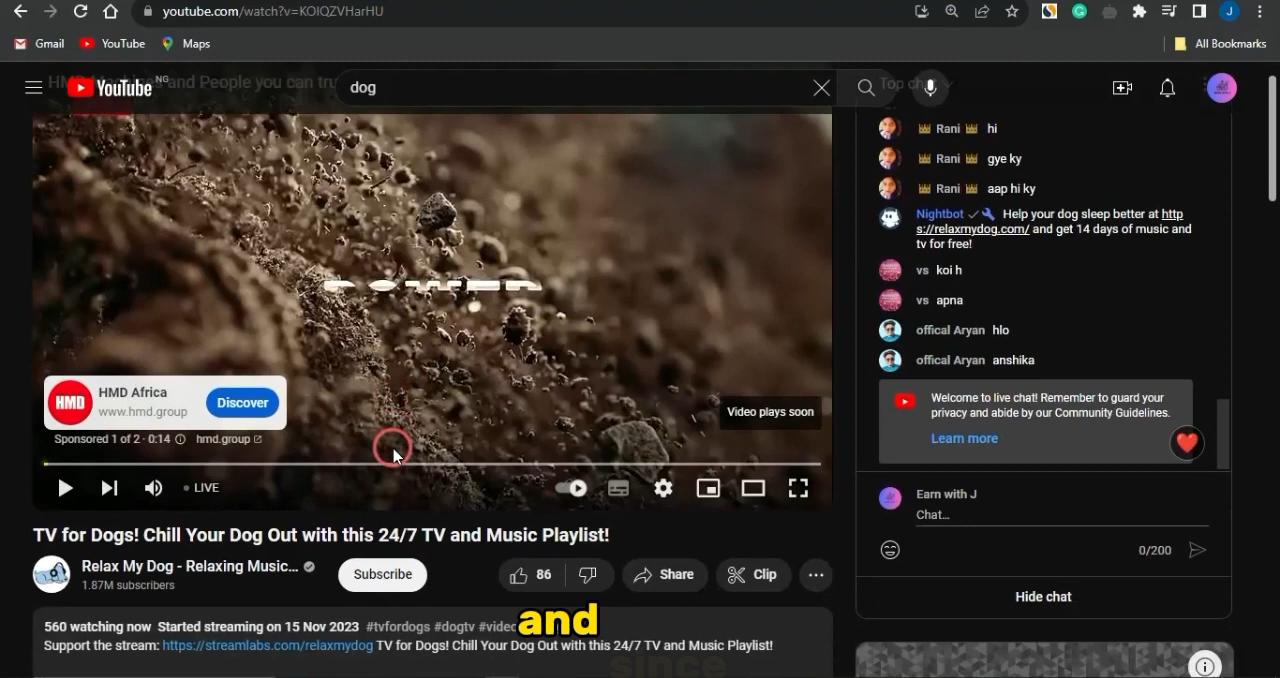 youtube.com/watch?v=KOIQZVHarHU
J
Gmail
YouTube
Maps
All Bookmarks
YouTube NG
dog
Top ch
Rani hi
Rani gye ky
Rani aap hi ky
Nightbot Help your dog sleep better at http
s://relaxmydog.com/ and get 14 days of music and
tv for free!
vs koi h
vs apna
offical Aryan hlo
offical Aryan anshika
Welcome to live chat! Remember to guard your
privacy and abide by our Community Guidelines.
Learn more
Earn with J
Chat...
0/200
Hide chat
POWER
HMD
HMD Africa
www.hmd.group
Discover
Sponsored 1 of 2 · 0:14
hmd.group
Video plays soon
LIVE
TV for Dogs! Chill Your Dog Out with this 24/7 TV and Music Playlist!
Relax My Dog - Relaxing Music...
1.87M subscribers
Subscribe
86
Share
Clip
560 watching now Started streaming on 15 Nov 2023 #tvfordogs #dogtv #video
Support the stream: https://streamlabs.com/relaxmydog TV for Dogs! Chill Your Dog Out with this 24/7 TV and Music Playlist!
and
since